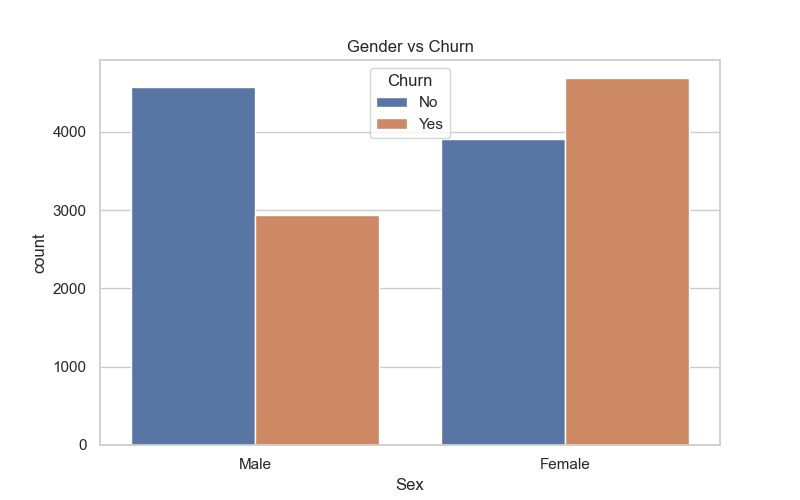 Gender vs Churn
Churn
No
Yes
4000
3000
2000
1000
0
count
Male
Female
Sex